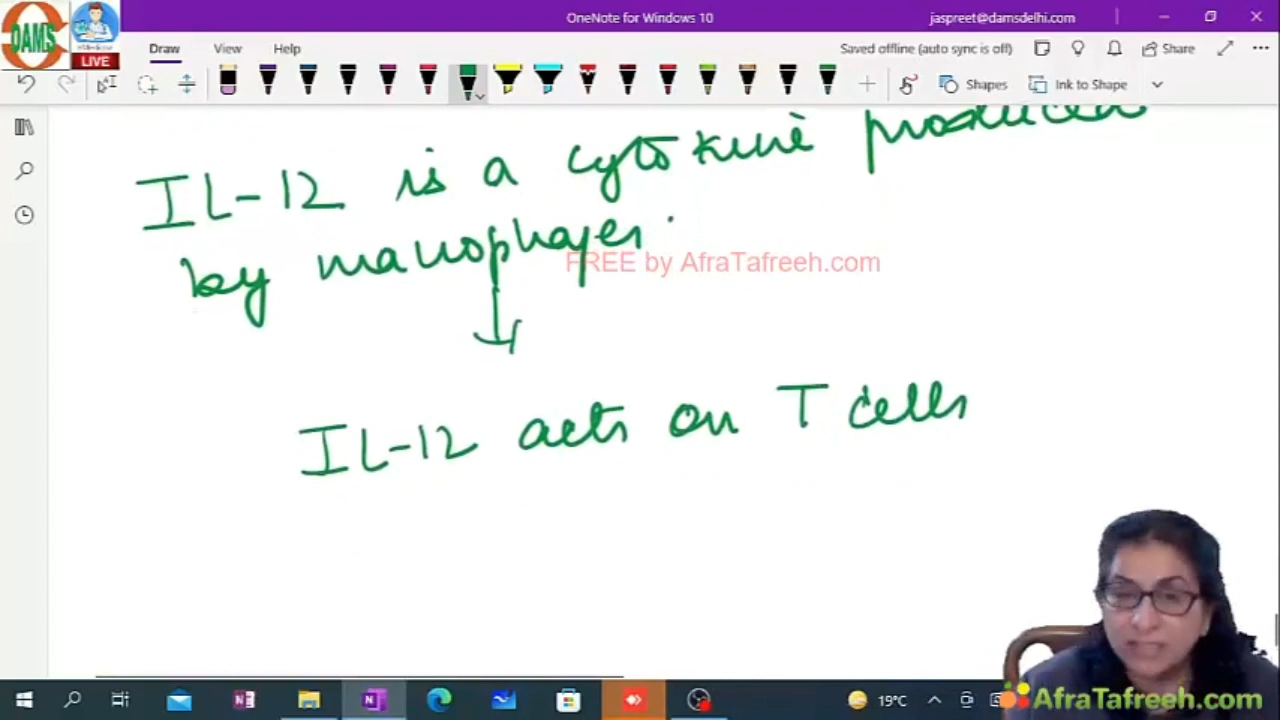 DAMS
eMedicoz
LIVE
OneNote for Windows 10
jaspreet@damsdelhi.com
Draw View Help
Saved offline (auto sync is off)
Share
Shapes
Ink to Shape
IL-12 is a cytokine produced
by macrophages.
FREE by AfraTafreeh.com
IL-12 acts on T cells
19°C
AfraTafreeh.com